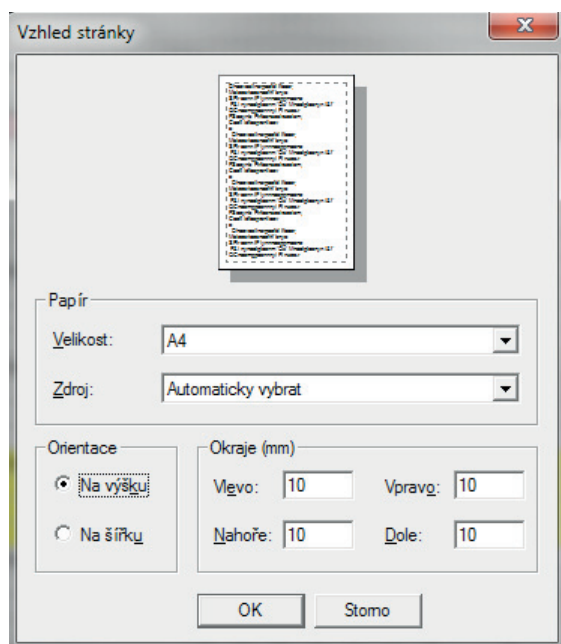 Vzhled stránky
Papír
Velikost: A4
Zdroj: Automaticky vybrat
Orientace
Na výšku
Na šířku
Okraje (mm)
Vlevo: 10 Vpravo: 10
Nahoře: 10 Dole: 10
OK Storno